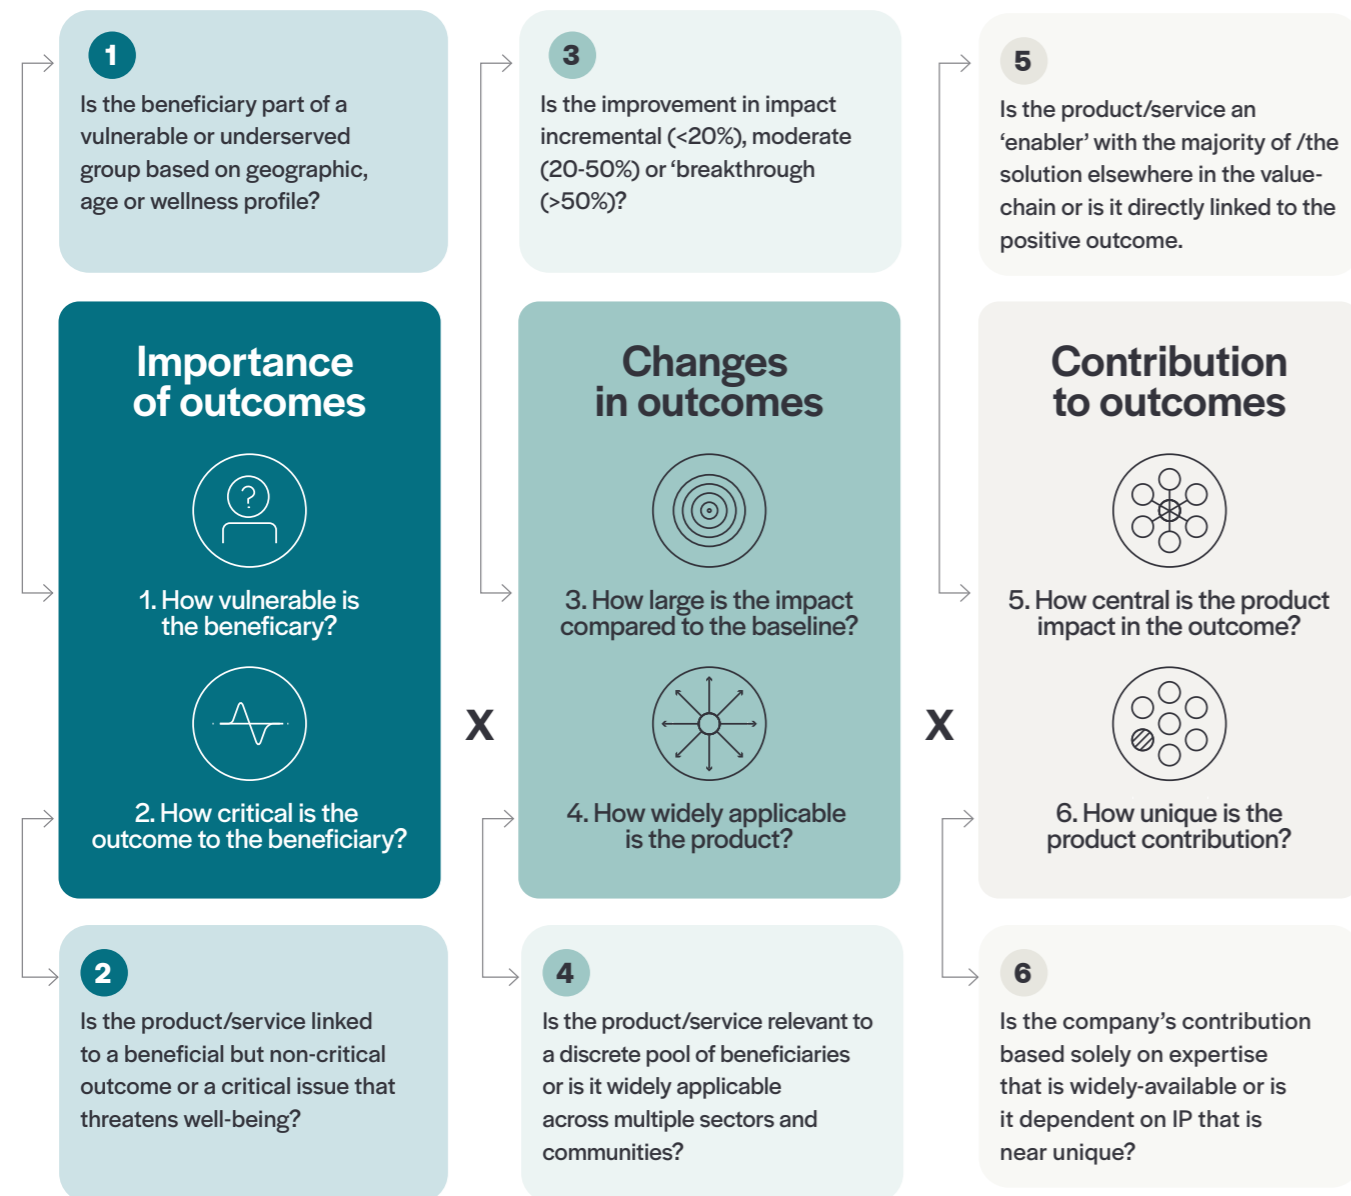 1
Is the beneficiary part of a
vulnerable or underserved
group based on geographic,
age or wellness profile?
3
Is the improvement in impact
incremental (<20%), moderate
(20-50%) or ‘breakthrough
(>50%)?
5
Is the product/service an
‘enabler’ with the majority of /the
solution elsewhere in the value-
chain or is it directly linked to the
positive outcome.
Importance
of outcomes
?
1. How vulnerable is
the beneficary?
2. How critical is the
outcome to the beneficiary?
X
Changes
in outcomes
3. How large is the impact
compared to the baseline?
4. How widely applicable
is the product?
X
Contribution
to outcomes
5. How central is the product
impact in the outcome?
6. How unique is the
product contribution?
2
Is the product/service linked
to a beneficial but non-critical
outcome or a critical issue that
threatens well-being?
4
Is the product/service relevant to
a discrete pool of beneficiaries
or is it widely applicable
across multiple sectors and
communities?
6
Is the company’s contribution
based solely on expertise
that is widely-available or is
it dependent on IP that is
near unique?